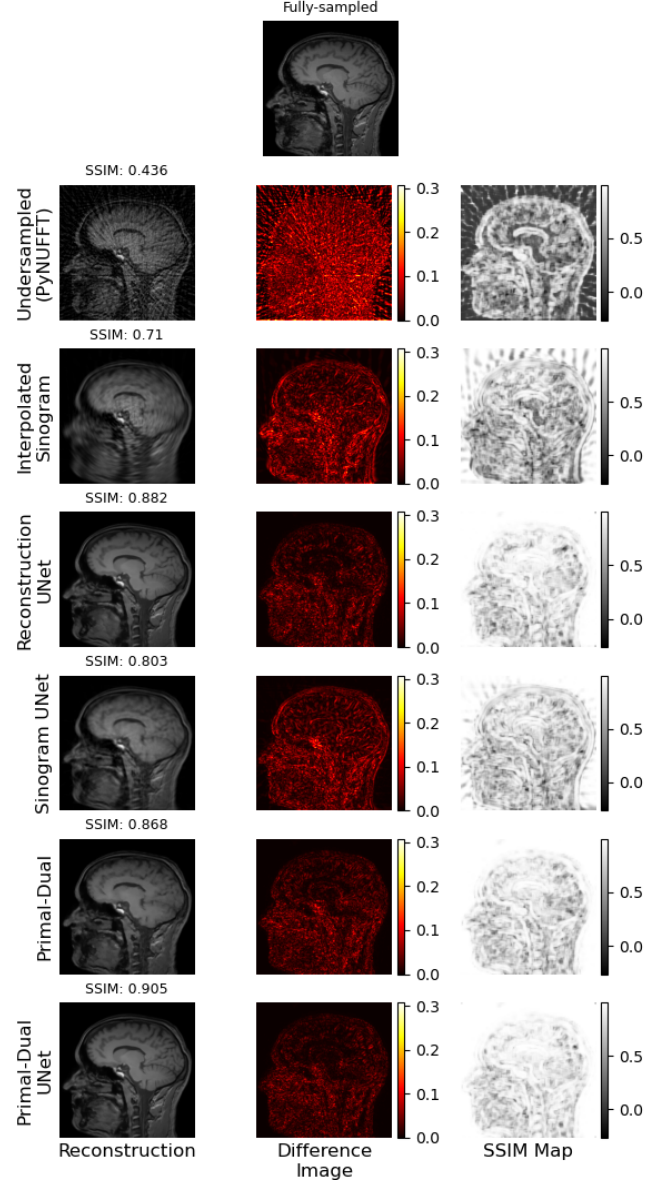 Fully-sampled
SSIM: 0.436
Undersampled
(PyNUFFT)
0.3
0.2
0.1
0.0
0.5
0.0
SSIM: 0.71
Interpolated
Sinogram
0.3
0.2
0.1
0.0
0.5
0.0
SSIM: 0.882
Reconstruction
UNet
0.3
0.2
0.1
0.0
0.5
0.0
SSIM: 0.803
Sinogram UNet
0.3
0.2
0.1
0.0
0.5
0.0
SSIM: 0.868
Primal-Dual
0.3
0.2
0.1
0.0
0.5
0.0
SSIM: 0.905
Primal-Dual
UNet
0.3
0.2
0.1
0.0
0.5
0.0
Reconstruction
Difference
Image
SSIM Map